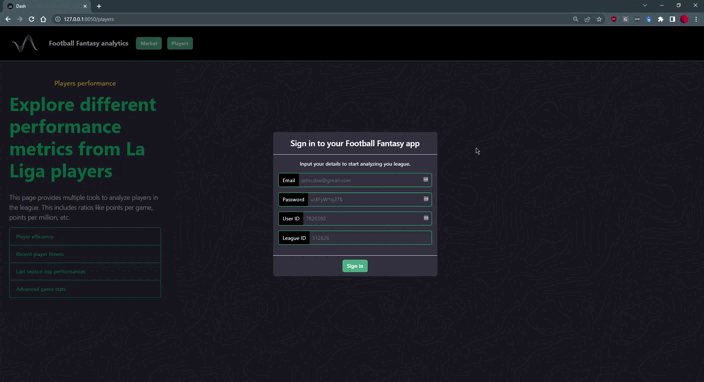 Dash
127.0.0.1:8050/players
Football Fantasy analytics
Market
Players
Players performance
Explore different
performance
metrics from La
Liga players
This page provides multiple tools to analyze players in
the league. This includes ratios like points per game,
points per million, etc.
Player efficiency
Recent player fitness
Last season top performances
Advanced game stats
Sign in to your Football Fantasy app
Input your details to start analyzing you league.
Email
Password
User ID
League ID
Sign in